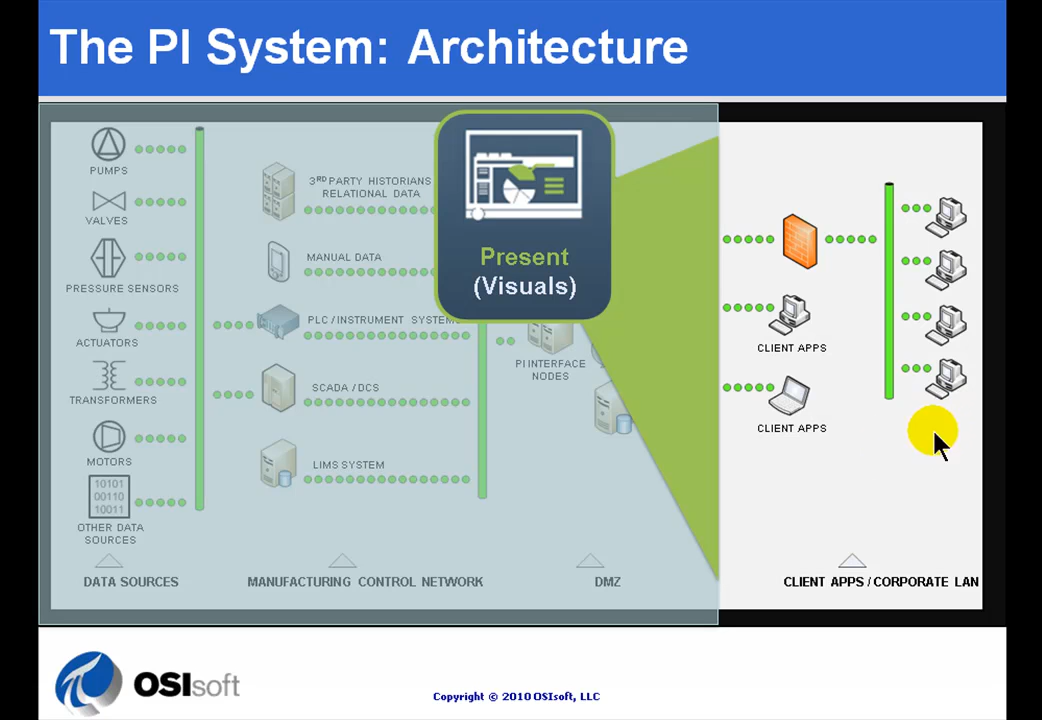 The PI System: Architecture
PUMPS
VALVES
PRESSURE SENSORS
ACTUATORS
TRANSFORMERS
MOTORS
10101
00110
10011
OTHER DATA
SOURCES
DATA SOURCES
3RD PARTY HISTORIANS
RELATIONAL DATA
MANUAL DATA
PLC / INSTRUMENT SYSTEMS
SCADA / DCS
LIMS SYSTEM
MANUFACTURING CONTROL NETWORK
Present
(Visuals)
PI INTERFACE
NODES
DMZ
CLIENT APPS
CLIENT APPS
CLIENT APPS / CORPORATE LAN
OSIsoft
Copyright © 2010 OSIsoft, LLC